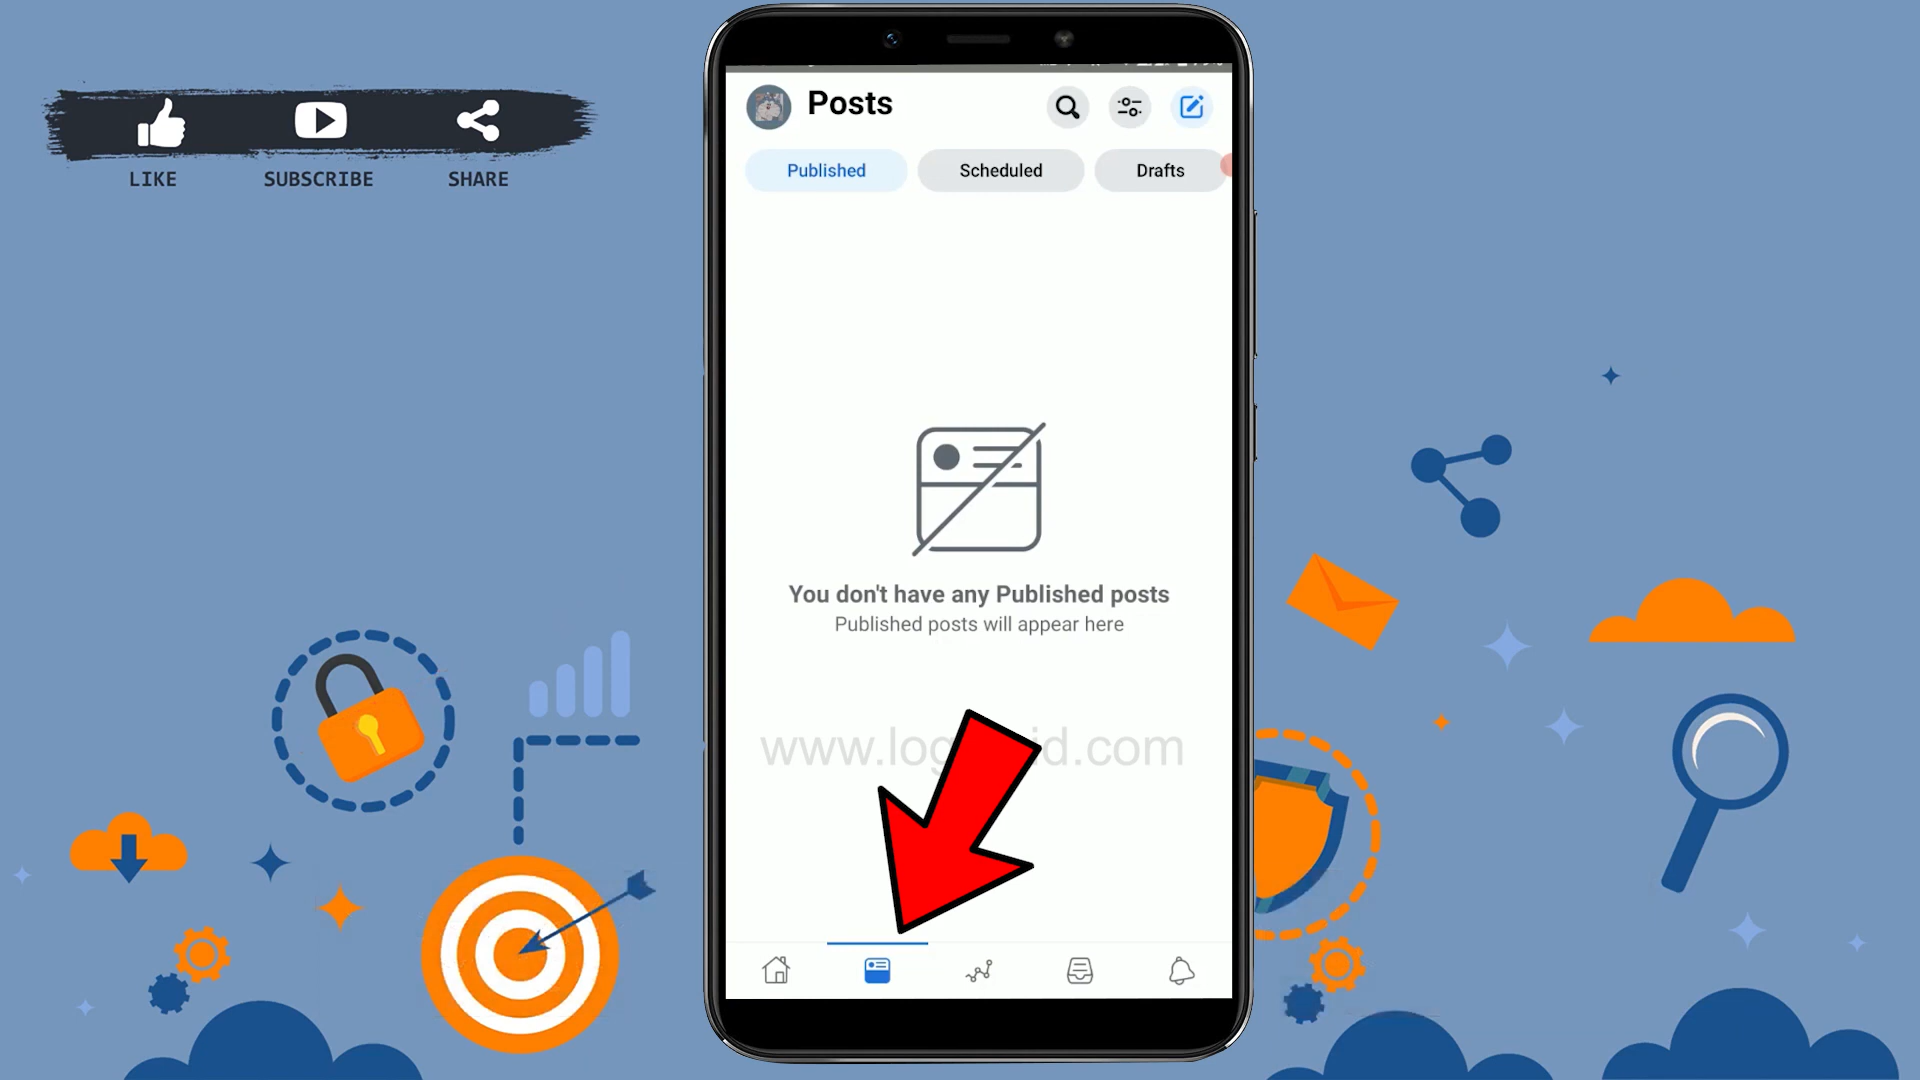 LIKE SUBSCRIBE SHARE
Posts
Published Scheduled Drafts
You don't have any Published posts
Published posts will appear here